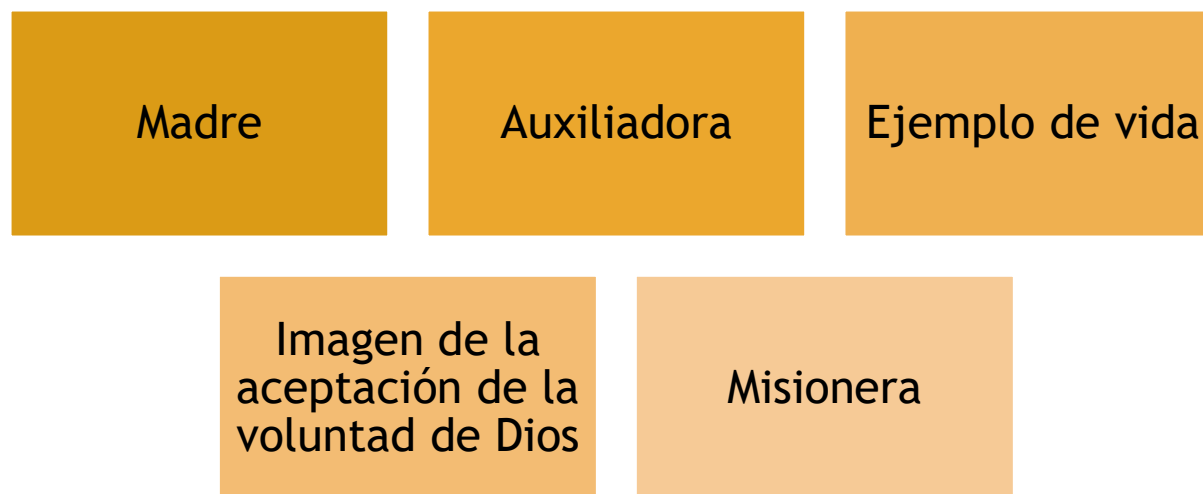 Madre
Auxiliadora
Ejemplo de vida
Imagen de la
aceptación de la
voluntad de Dios
Misionera